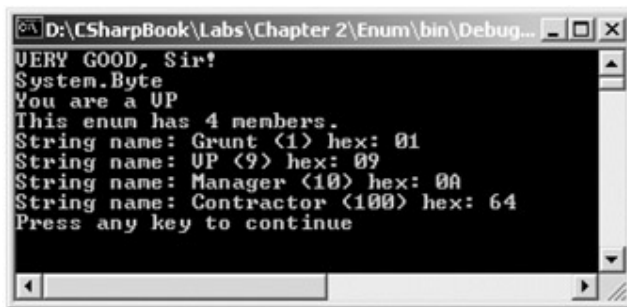 D:\CSharpBook\Labs\Chapter 2\Enum\bin\Debug...
VERY GOOD, Sir!
System.Byte
You are a VP
This enum has 4 members.
String name: Grunt (1) hex: 01
String name: VP (9) hex: 09
String name: Manager (10) hex: 0A
String name: Contractor (100) hex: 64
Press any key to continue